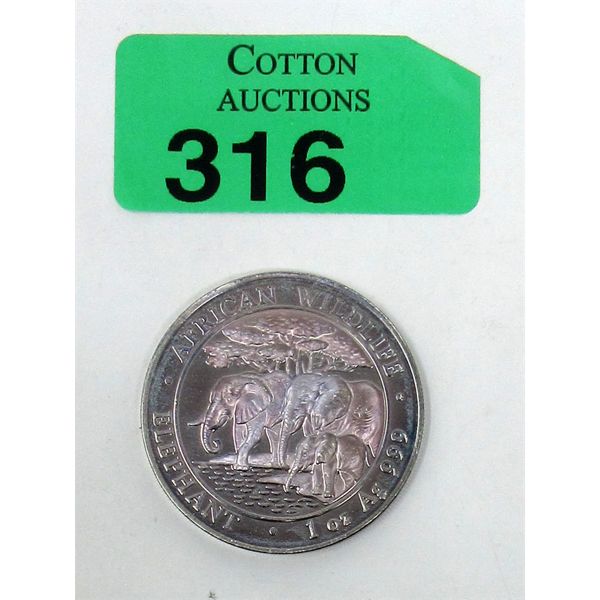 COTTON
AUCTIONS
316
AFRICAN WILDLIFE
ELEPHANT • 1 oz Ag 999